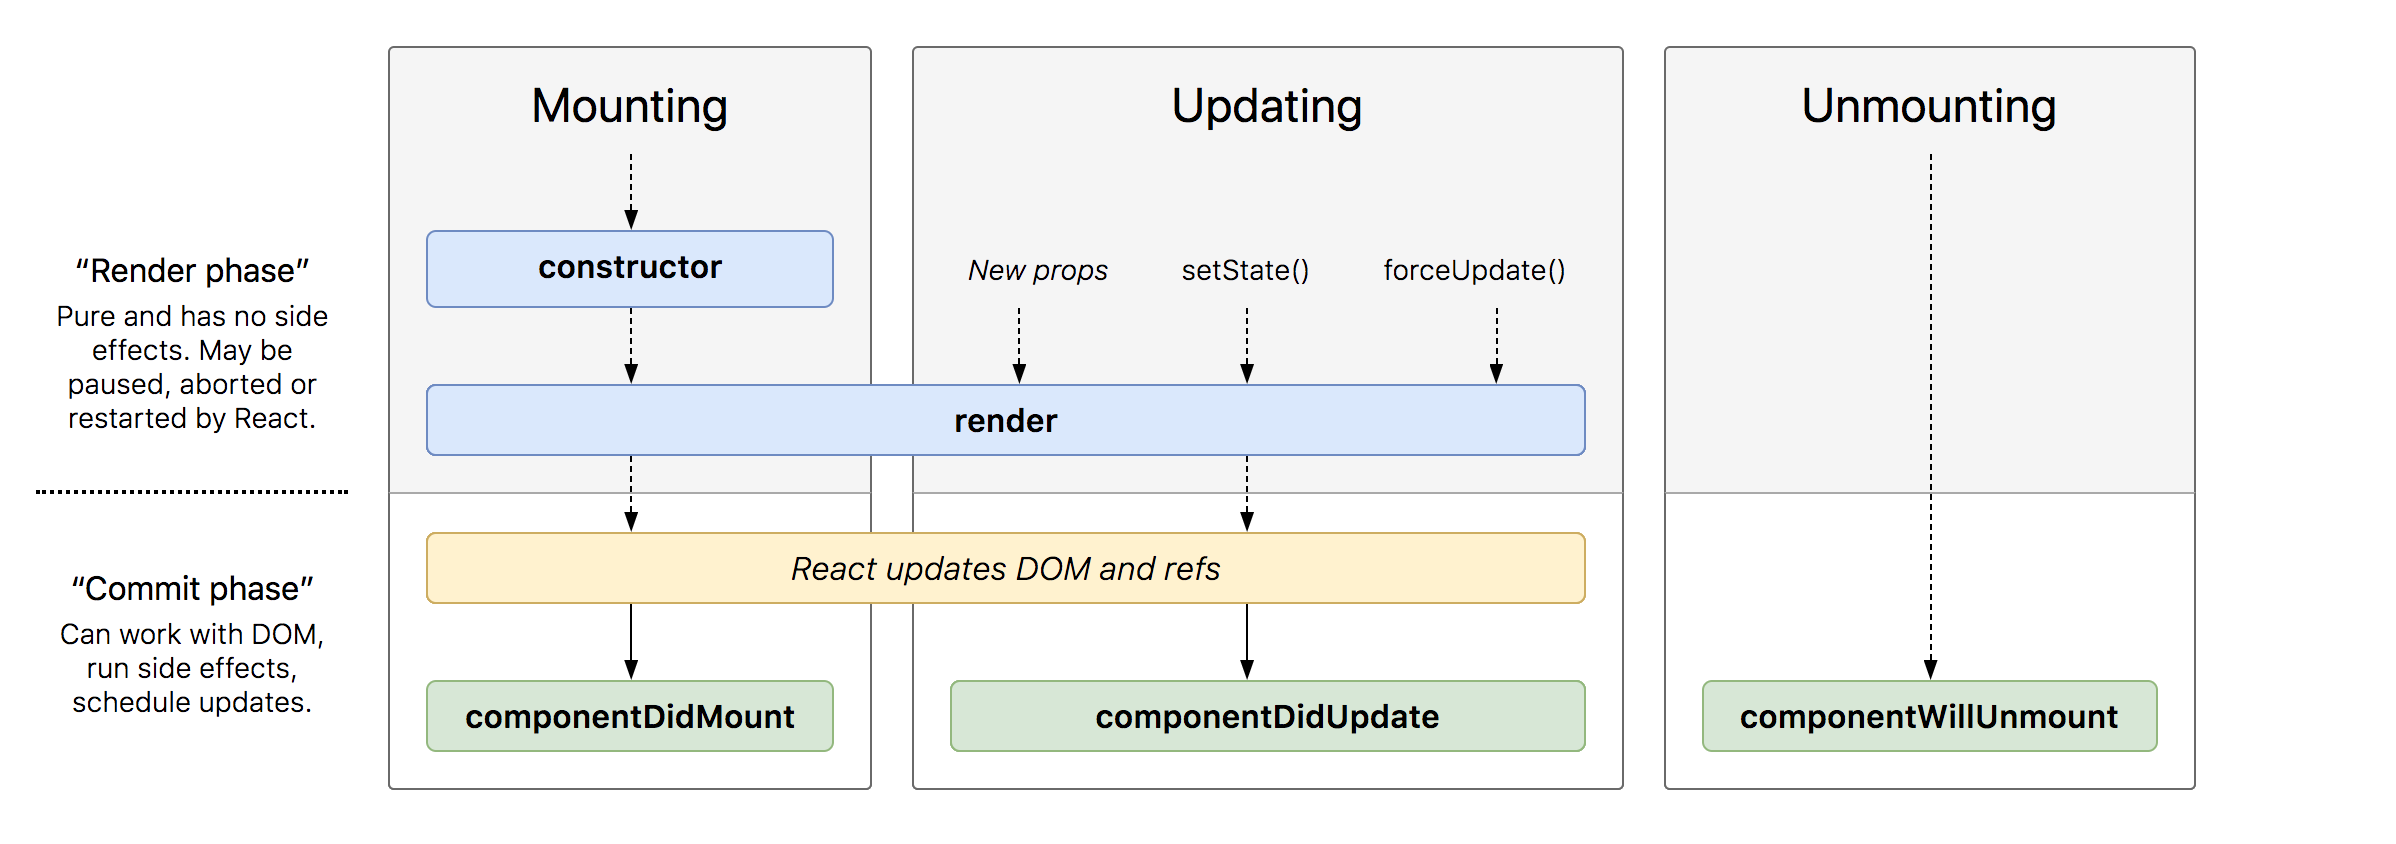 Mounting
Updating
Unmounting
“Render phase”
Pure and has no side
effects. May be
paused, aborted or
restarted by React.
constructor
New props
setState()
forceUpdate()
render
“Commit phase”
Can work with DOM,
run side effects,
schedule updates.
React updates DOM and refs
componentDidMount
componentDidUpdate
componentWillUnmount